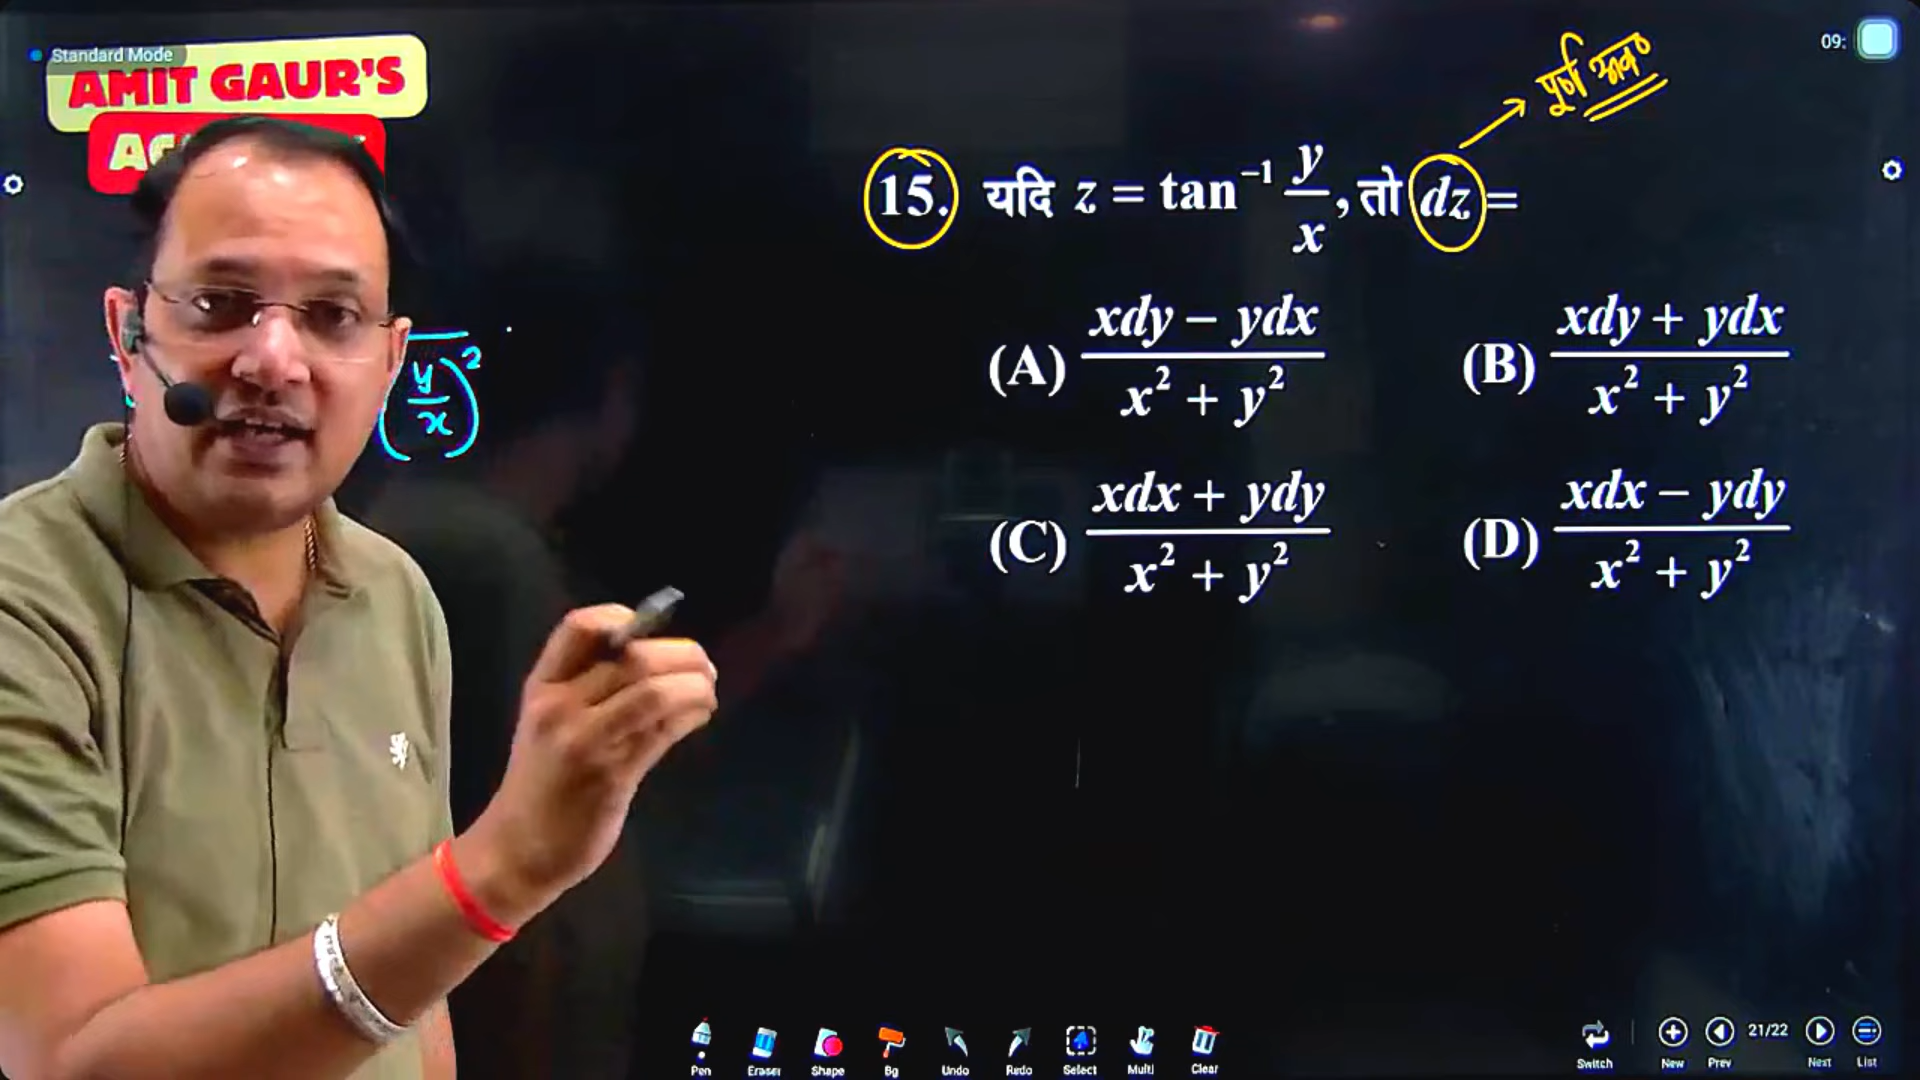 Standard Mode
AMIT GAUR'S
09:
पूर्ण अव०
15. यदि z = tan⁻¹ y/x, तो dz =
(A) (xdy − ydx)/(x² + y²)
(B) (xdy + ydx)/(x² + y²)
(C) (xdx + ydy)/(x² + y²)
(D) (xdx − ydy)/(x² + y²)
(y/x)²
Pen Eraser Shape Bg Undo Redo Select Multi Clear
Switch New Prev 21/22 Next List